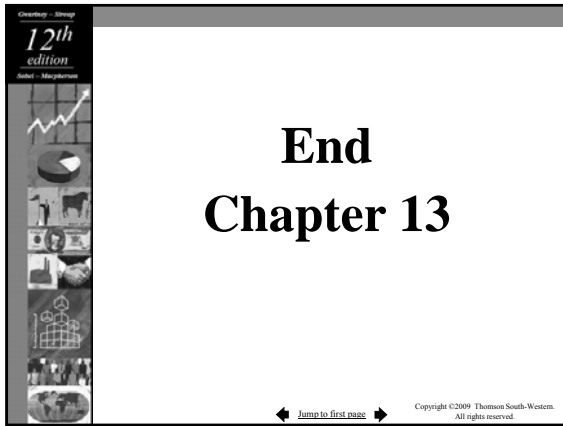 Gwartney – Stroup
12th
edition
Sobel – Macpherson
End
Chapter 13
Jump to first page
Copyright ©2009 Thomson South-Western.
All rights reserved.